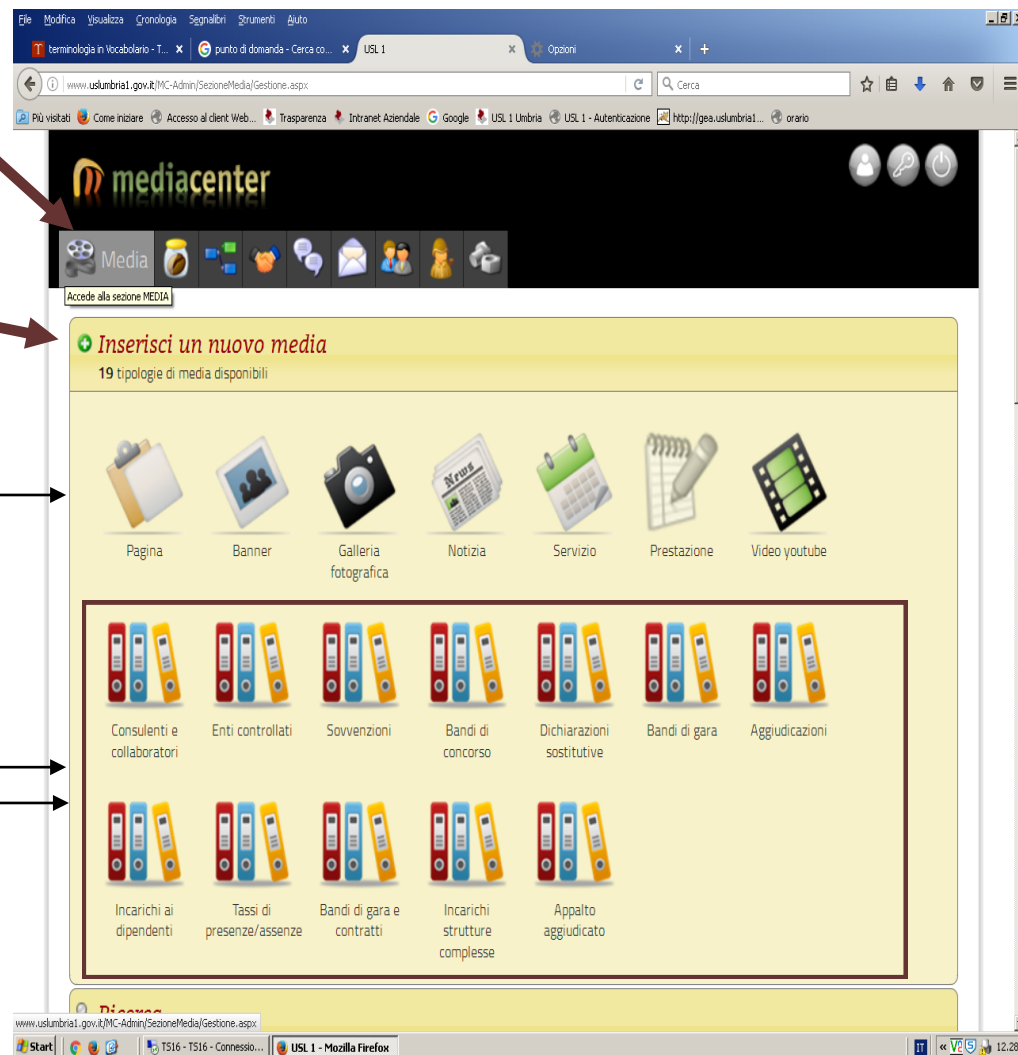 File Modifica Visualizza Cronologia Segnalibri Strumenti Aiuto
terminologia in Vocabolario - T... punto di domanda - Cerca co... USL 1 Opzioni
www.uslumbria1.gov.it/MC-Admin/SezioneMedia/Gestione.aspx Cerca
Più visitati Come iniziare Accesso al client Web... Trasparenza Intranet Aziendale Google USL 1 Umbria USL 1 - Autenticazione http://gea.uslumbria1... orario
mediacenter
Media
Accede alla sezione MEDIA
Inserisci un nuovo media
19 tipologie di media disponibili
News
Pagina Banner Galleria Notizia Servizio Prestazione Video youtube
fotografica
Consulenti e Enti controllati Sovvenzioni Bandi di Dichiarazioni Bandi di gara Aggiudicazioni
collaboratori concorso sostitutive
Incarichi ai Tassi di Bandi di gara e Incarichi Appalto
dipendenti presenze/assenze contratti strutture aggiudicato
complesse
Ricerca
www.uslumbria1.gov.it/MC-Admin/SezioneMedia/Gestione.aspx
Start TS16 - TS16 - Connessio... USL 1 - Mozilla Firefox IT 12.28